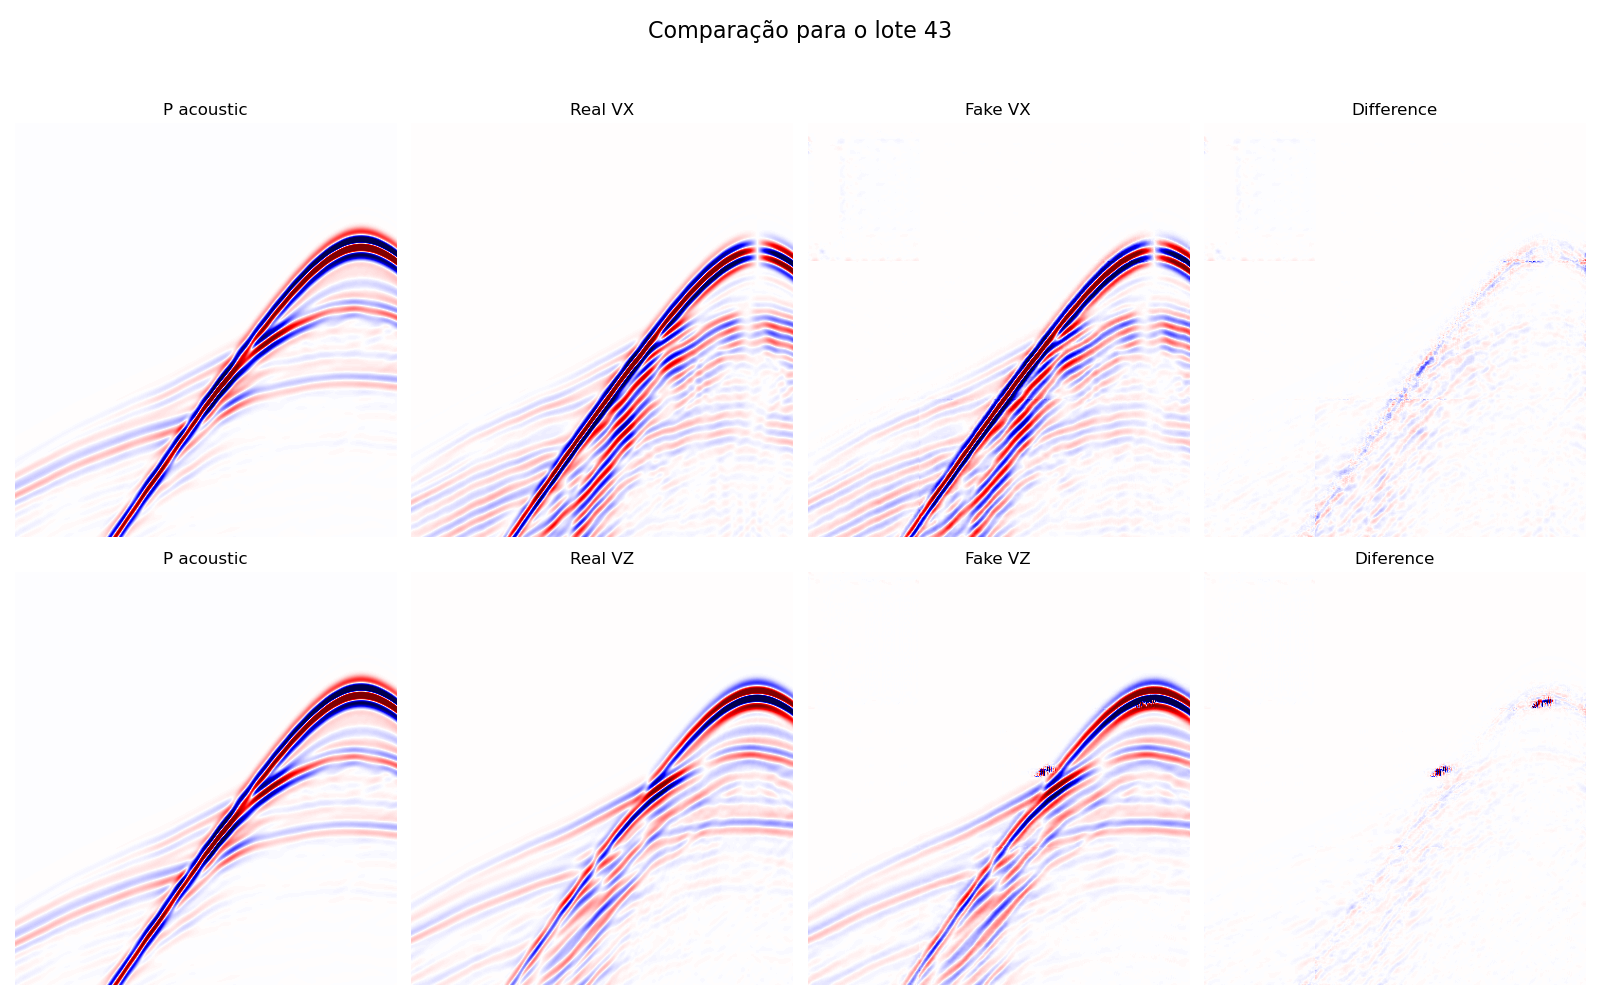 Comparação para o lote 43
P acoustic
Real VX
Fake VX
Difference
P acoustic
Real VZ
Fake VZ
Diference